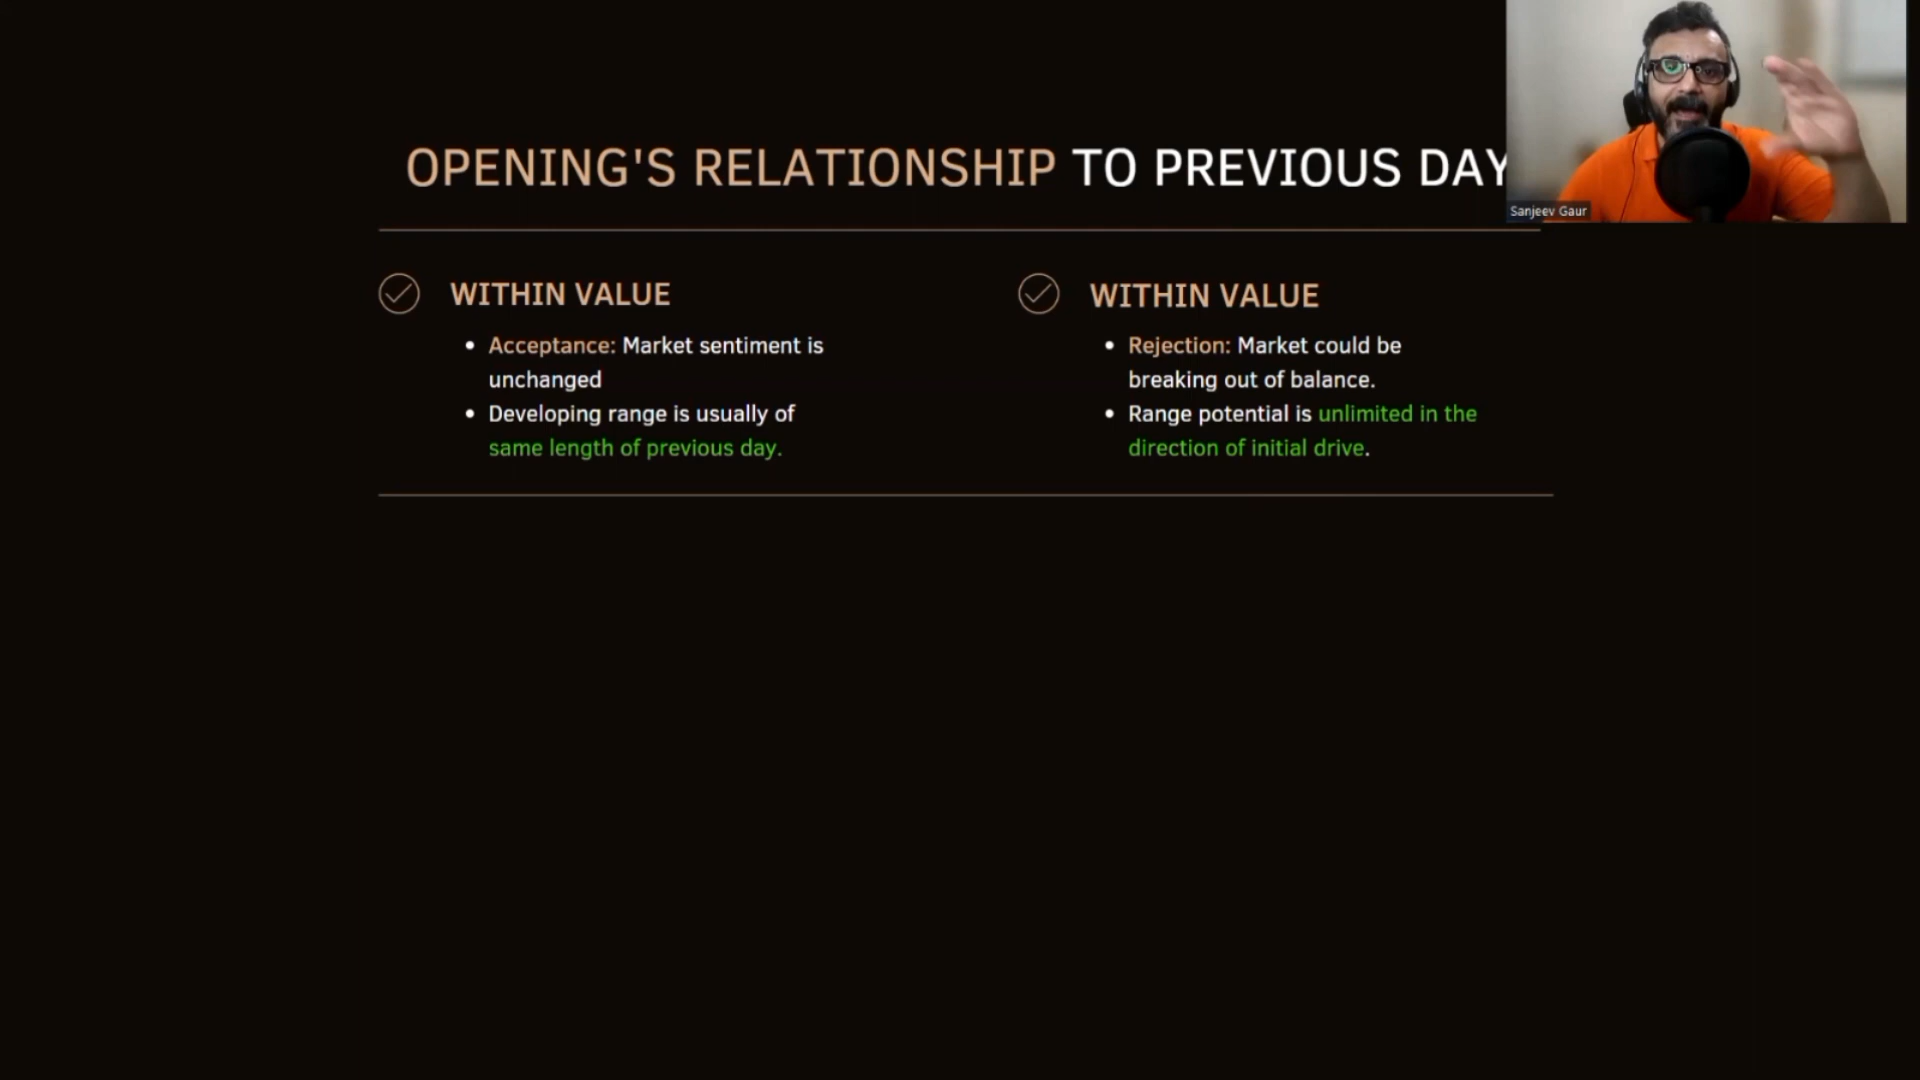 OPENING'S RELATIONSHIP TO PREVIOUS DAY
Sanjeev Gaur
WITHIN VALUE
• Acceptance: Market sentiment is
unchanged
• Developing range is usually of
same length of previous day.
WITHIN VALUE
• Rejection: Market could be
breaking out of balance.
• Range potential is unlimited in the
direction of initial drive.